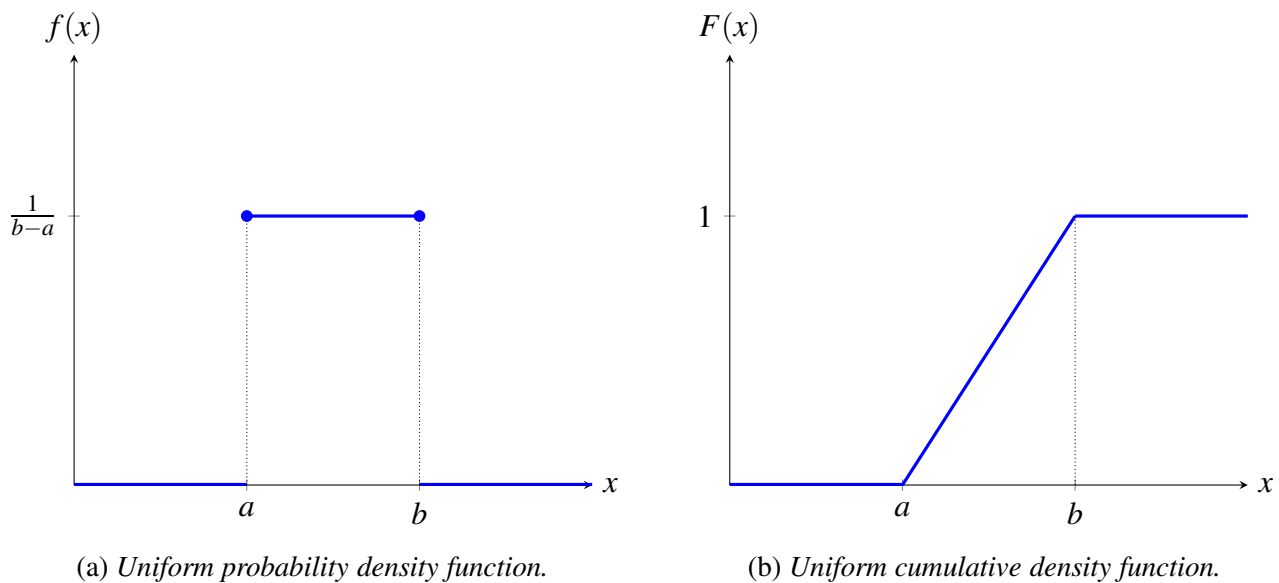 f(x)
1/(b−a)
a
b
x
(a) Uniform probability density function.
F(x)
1
a
b
x
(b) Uniform cumulative density function.